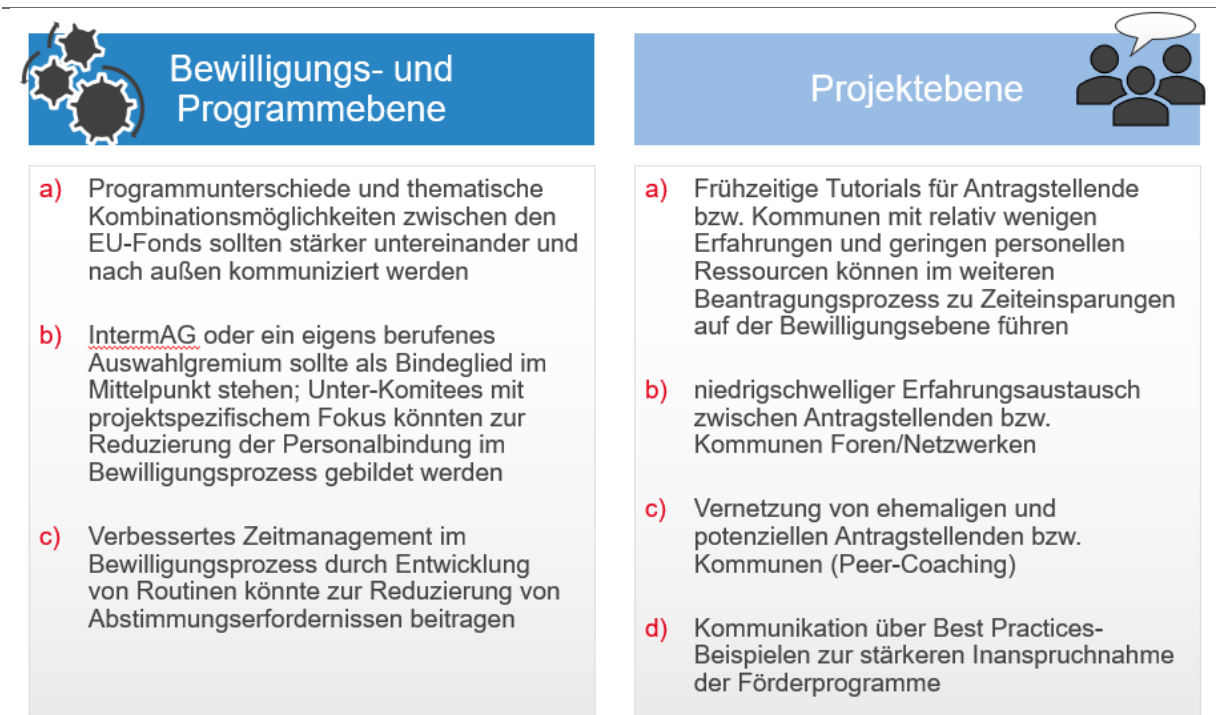 Bewilligungs- und
Programmebene
a) Programmunterschiede und thematische
Kombinationsmöglichkeiten zwischen den
EU-Fonds sollten stärker untereinander und
nach außen kommuniziert werden
b) IntermAG oder ein eigens berufenes
Auswahlgremium sollte als Bindeglied im
Mittelpunkt stehen; Unter-Komitees mit
projektspezifischem Fokus könnten zur
Reduzierung der Personalbindung im
Bewilligungsprozess gebildet werden
c) Verbessertes Zeitmanagement im
Bewilligungsprozess durch Entwicklung
von Routinen könnte zur Reduzierung von
Abstimmungserfordernissen beitragen
Projektebene
a) Frühzeitige Tutorials für Antragstellende
bzw. Kommunen mit relativ wenigen
Erfahrungen und geringen personellen
Ressourcen können im weiteren
Beantragungsprozess zu Zeiteinsparungen
auf der Bewilligungsebene führen
b) niedrigschwelliger Erfahrungsaustausch
zwischen Antragstellenden bzw.
Kommunen Foren/Netzwerken
c) Vernetzung von ehemaligen und
potenziellen Antragstellenden bzw.
Kommunen (Peer-Coaching)
d) Kommunikation über Best Practices-
Beispielen zur stärkeren Inanspruchnahme
der Förderprogramme